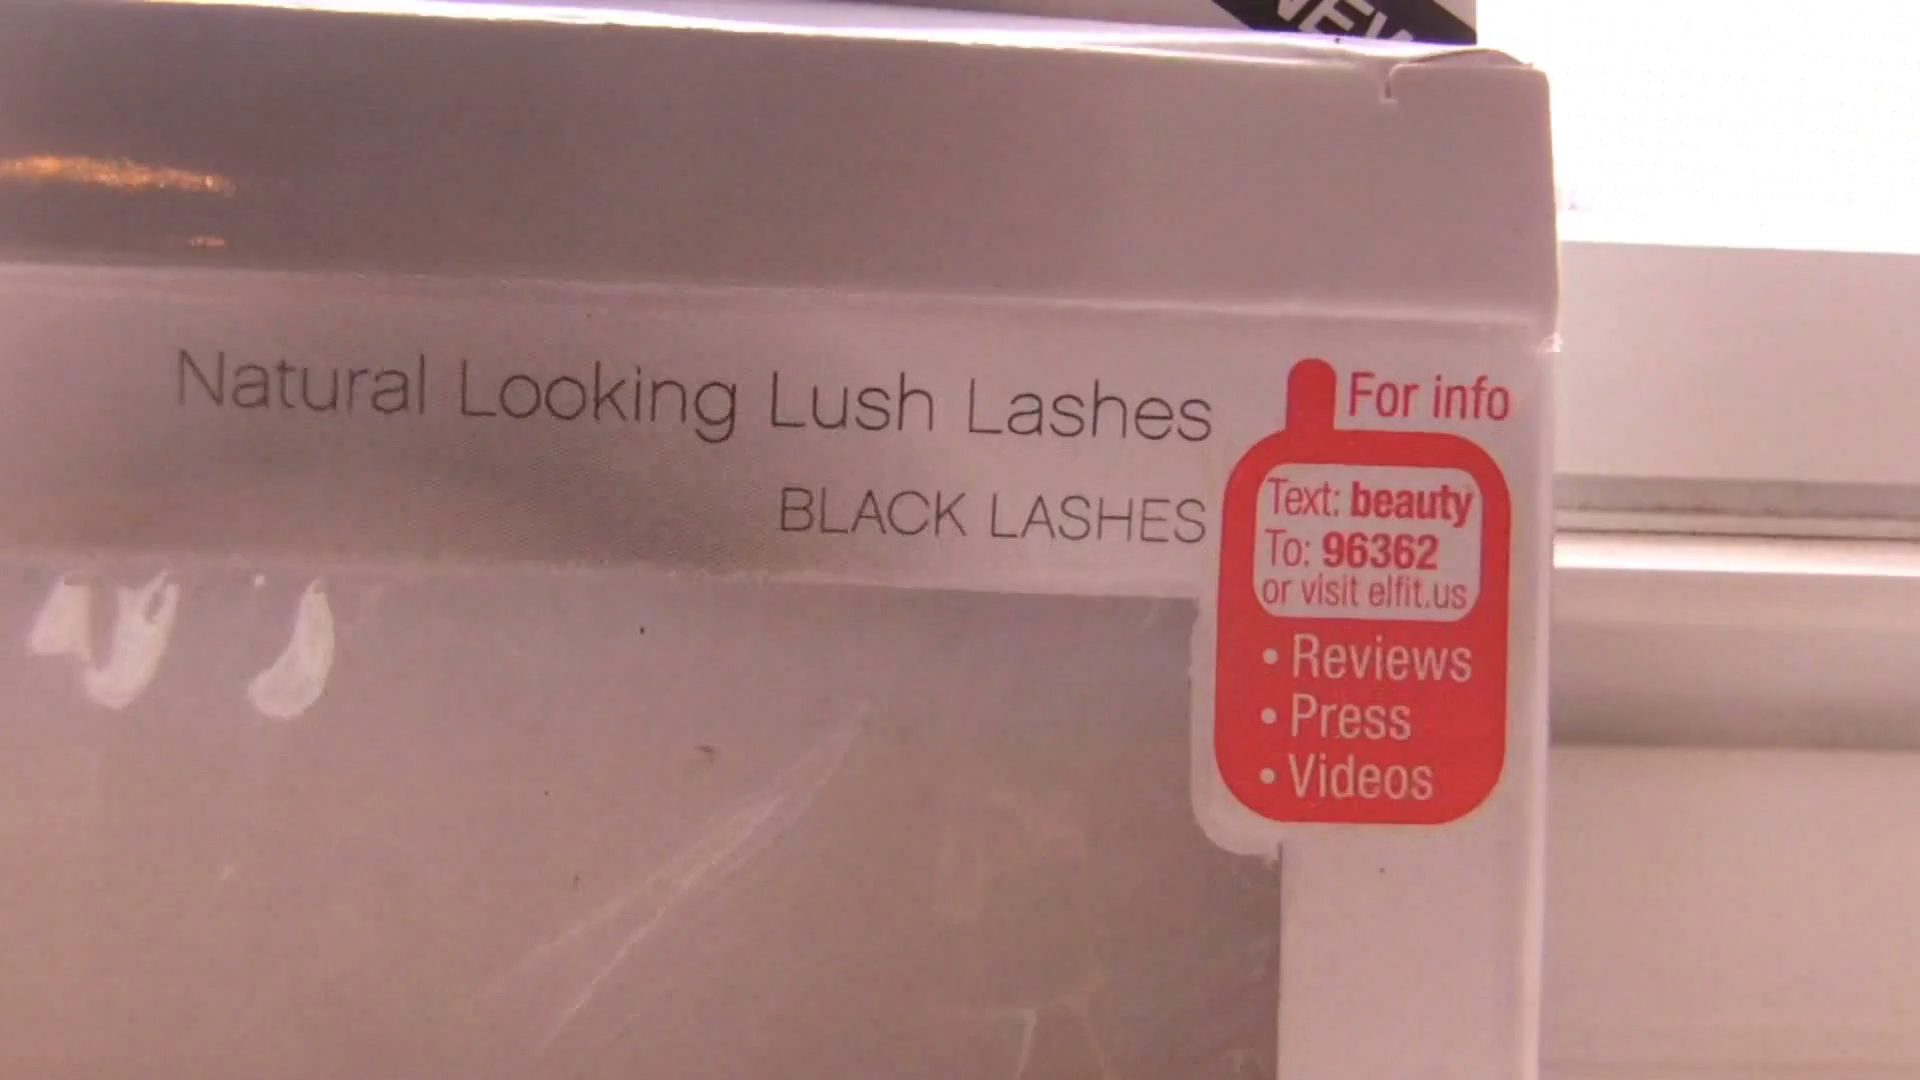 NEW
Natural Looking Lush Lashes
BLACK LASHES
For info
Text: beauty
To: 96362
or visit elfit.us
• Reviews
• Press
• Videos